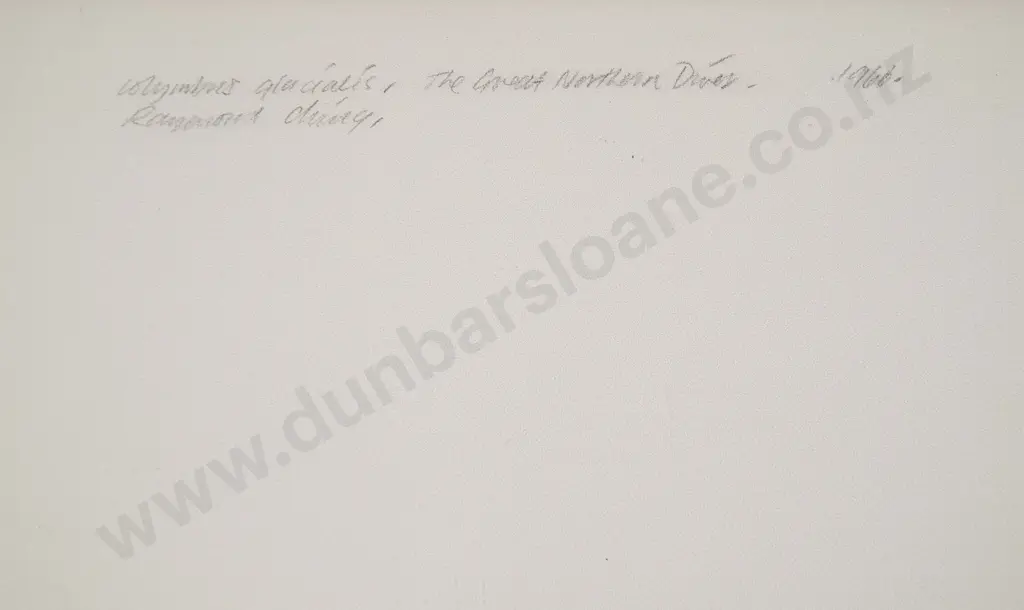 Colymbus glacialis, The Great Northern Diver. 1966.
Raymond Ching,
www.dunbarsloane.co.nz